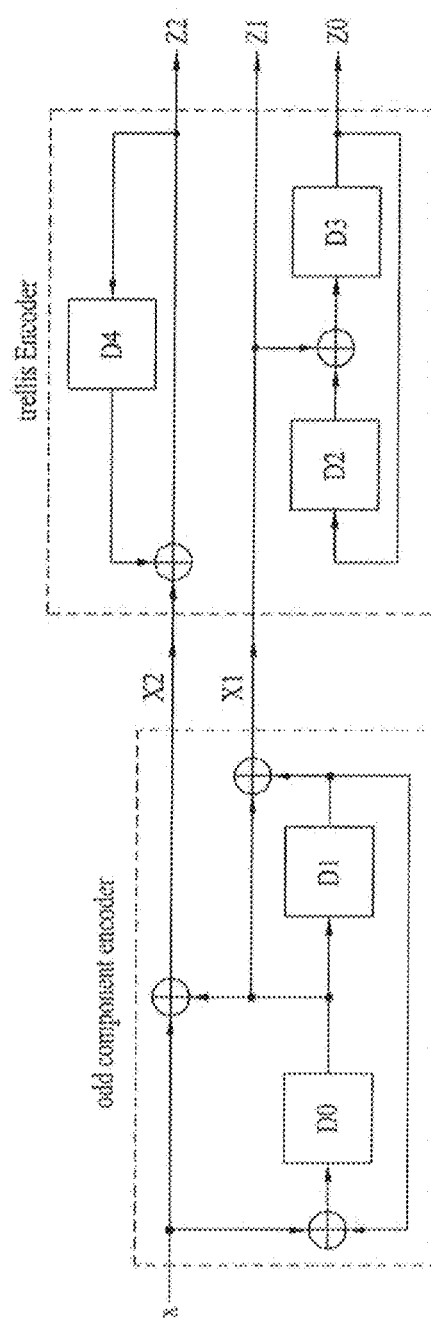 odd component encoder
trellis Encoder
x
X2
X1
D0
D1
D4
D2
D3
Z2
Z1
Z0